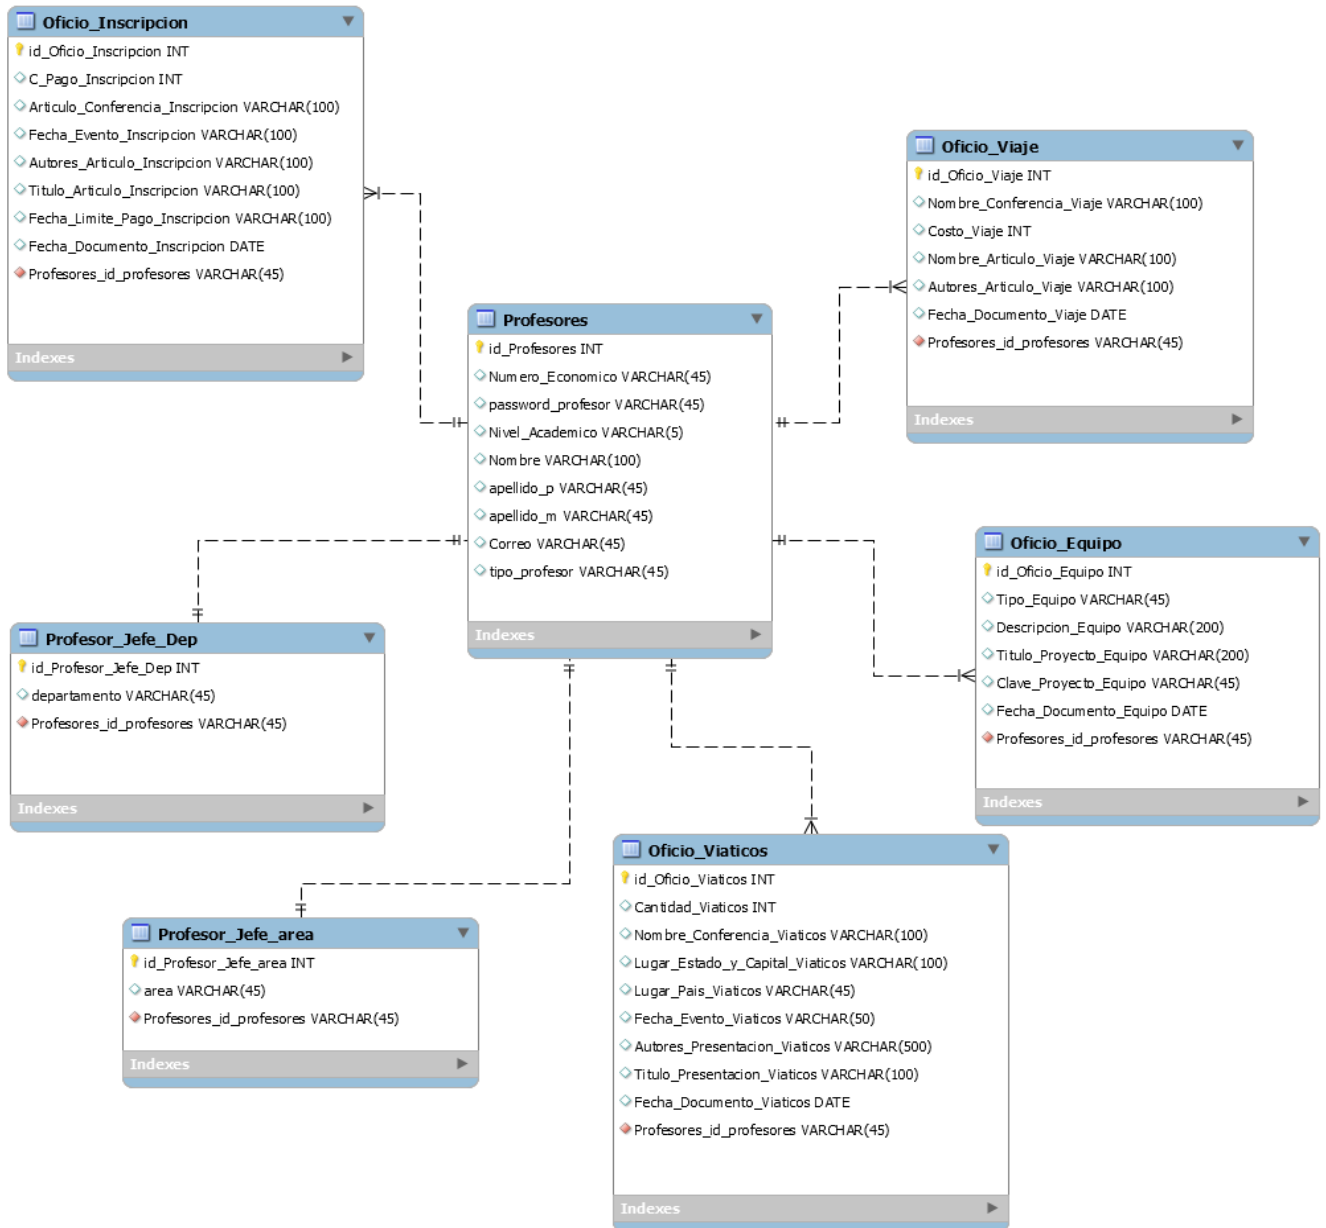 Oficio_Inscripcion
id_Oficio_Inscripcion INT
C_Pago_Inscripcion INT
Articulo_Conferencia_Inscripcion VARCHAR(100)
Fecha_Evento_Inscripcion VARCHAR(100)
Autores_Articulo_Inscripcion VARCHAR(100)
Titulo_Articulo_Inscripcion VARCHAR(100)
Fecha_Limite_Pago_Inscripcion VARCHAR(100)
Fecha_Documento_Inscripcion DATE
Profesores_id_profesores VARCHAR(45)
Indexes
Oficio_Viaje
id_Oficio_Viaje INT
Nombre_Conferencia_Viaje VARCHAR(100)
Costo_Viaje INT
Nombre_Articulo_Viaje VARCHAR(100)
Autores_Articulo_Viaje VARCHAR(100)
Fecha_Documento_Viaje DATE
Profesores_id_profesores VARCHAR(45)
Indexes
Profesores
id_Profesores INT
Numero_Economico VARCHAR(45)
password_profesor VARCHAR(45)
Nivel_Academico VARCHAR(5)
Nombre VARCHAR(100)
apellido_p VARCHAR(45)
apellido_m VARCHAR(45)
Correo VARCHAR(45)
tipo_profesor VARCHAR(45)
Indexes
Oficio_Equipo
id_Oficio_Equipo INT
Tipo_Equipo VARCHAR(45)
Descripcion_Equipo VARCHAR(200)
Titulo_Proyecto_Equipo VARCHAR(200)
Clave_Proyecto_Equipo VARCHAR(45)
Fecha_Documento_Equipo DATE
Profesores_id_profesores VARCHAR(45)
Indexes
Profesor_Jefe_Dep
id_Profesor_Jefe_Dep INT
departamento VARCHAR(45)
Profesores_id_profesores VARCHAR(45)
Indexes
Profesor_Jefe_area
id_Profesor_Jefe_area INT
area VARCHAR(45)
Profesores_id_profesores VARCHAR(45)
Indexes
Oficio_Viaticos
id_Oficio_Viaticos INT
Cantidad_Viaticos INT
Nombre_Conferencia_Viaticos VARCHAR(100)
Lugar_Estado_y_Capital_Viaticos VARCHAR(100)
Lugar_Pais_Viaticos VARCHAR(45)
Fecha_Evento_Viaticos VARCHAR(50)
Autores_Presentacion_Viaticos VARCHAR(500)
Titulo_Presentacion_Viaticos VARCHAR(100)
Fecha_Documento_Viaticos DATE
Profesores_id_profesores VARCHAR(45)
Indexes